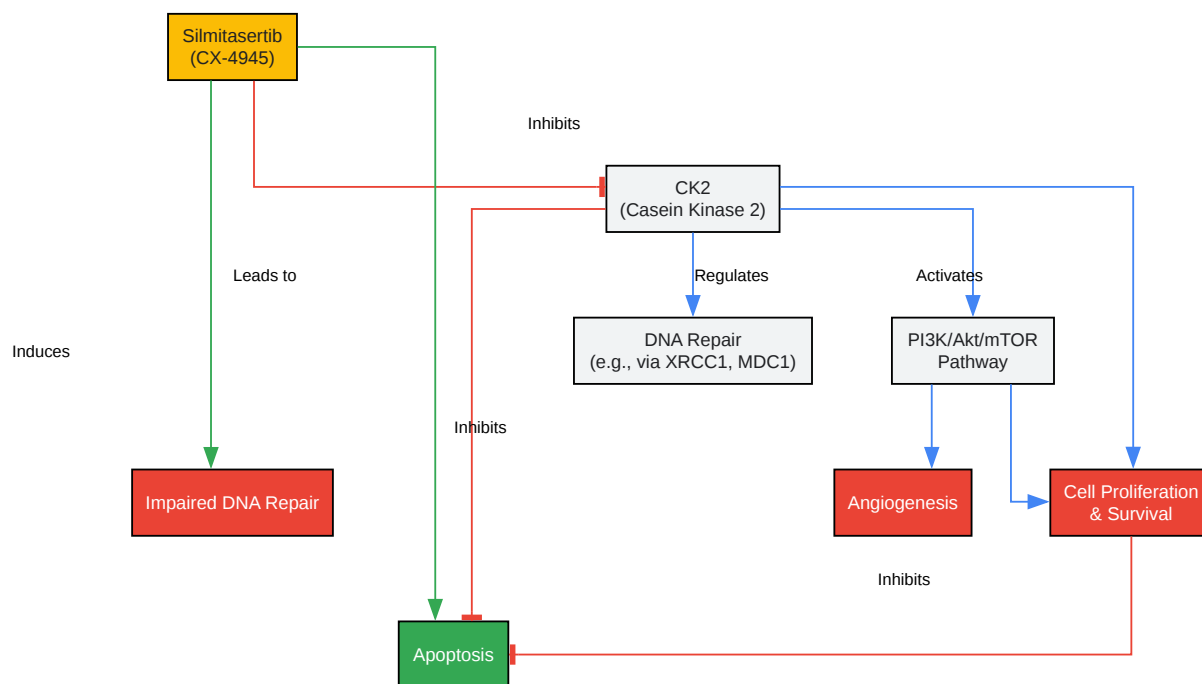 Silmitasertib
(CX-4945)
Inhibits
CK2
(Casein Kinase 2)
Leads to
Regulates
Activates
Induces
DNA Repair
(e.g., via XRCC1, MDC1)
PI3K/Akt/mTOR
Pathway
Inhibits
Impaired DNA Repair
Angiogenesis
Cell Proliferation
& Survival
Inhibits
Apoptosis